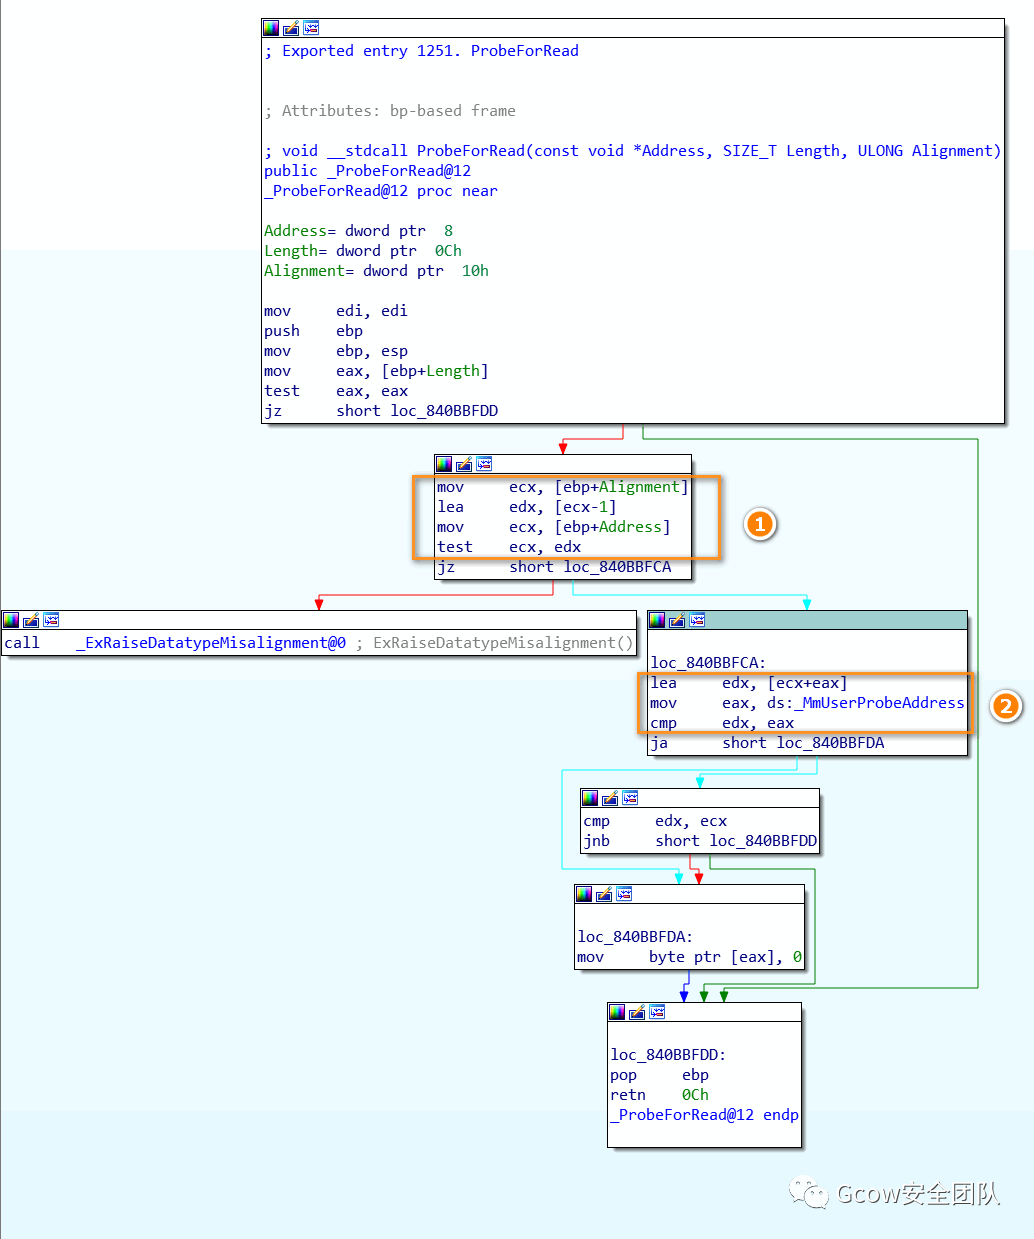 ; Exported entry 1251. ProbeForRead
; Attributes: bp-based frame
; void __stdcall ProbeForRead(const void *Address, SIZE_T Length, ULONG Alignment)
public _ProbeForRead@12
_ProbeForRead@12 proc near
Address= dword ptr  8
Length= dword ptr  0Ch
Alignment= dword ptr  10h
mov     edi, edi
push    ebp
mov     ebp, esp
mov     eax, [ebp+Length]
test    eax, eax
jz      short loc_840BBFDD
mov     ecx, [ebp+Alignment]
lea     edx, [ecx-1]
mov     ecx, [ebp+Address]
test    ecx, edx
jz      short loc_840BBFCA
1
call    _ExRaiseDatatypeMisalignment@0 ; ExRaiseDatatypeMisalignment()
loc_840BBFCA:
lea     edx, [ecx+eax]
mov     eax, ds:_MmUserProbeAddress
cmp     edx, eax
ja      short loc_840BBFDA
2
cmp     edx, ecx
jnb     short loc_840BBFDD
loc_840BBFDA:
mov     byte ptr [eax], 0
loc_840BBFDD:
pop     ebp
retn    0Ch
_ProbeForRead@12 endp
Gcow安全团队